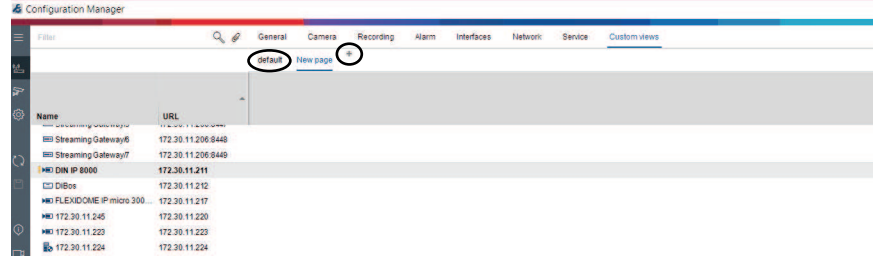 Configuration Manager
Filter
General Camera Recording Alarm Interfaces Network Service Custom views
default New page +
Name URL
Streaming Gateway/6 172.30.11.206:8448
Streaming Gateway/7 172.30.11.206:8449
DIN IP 8000 172.30.11.211
DiBos 172.30.11.212
FLEXIDOME IP micro 300... 172.30.11.217
172.30.11.245 172.30.11.220
172.30.11.223 172.30.11.223
172.30.11.224 172.30.11.224